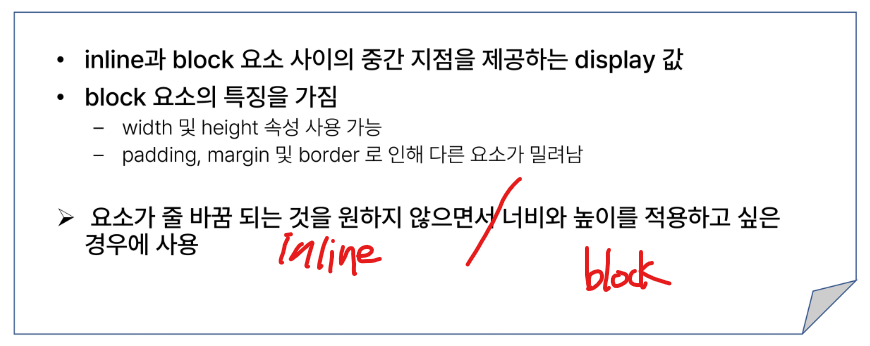 • inline과 block 요소 사이의 중간 지점을 제공하는 display 값
• block 요소의 특징을 가짐
– width 및 height 속성 사용 가능
– padding, margin 및 border 로 인해 다른 요소가 밀려남
➢ 요소가 줄 바꿈 되는 것을 원하지 않으면서 너비와 높이를 적용하고 싶은
경우에 사용
inline
block